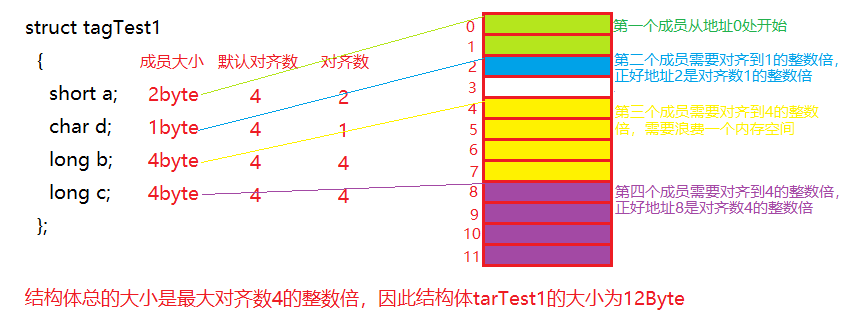 struct tagTest1
{ 成员大小 默认对齐数 对齐数
short a; 2byte 4 2
char d; 1byte 4 1
long b; 4byte 4 4
long c; 4byte 4 4
};
0
1
2
3
4
5
6
7
8
9
10
11
第一个成员从地址0处开始
第二个成员需要对齐到1的整数倍，
正好地址2是对齐数1的整数倍
第三个成员需要对齐到4的整数
倍，需要浪费一个内存空间
第四个成员需要对齐到4的整数倍，
正好地址8是对齐数4的整数倍
结构体总的大小是最大对齐数4的整数倍，因此结构体tarTest1的大小为12Byte